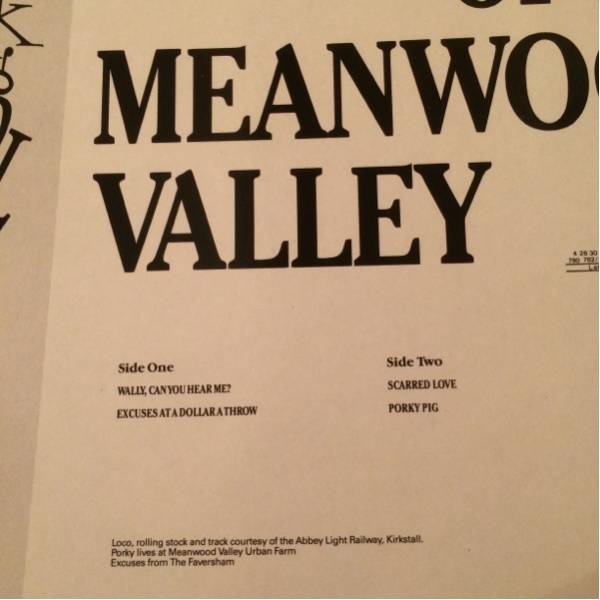 MEANWOO
VALLEY
Side One
WALLY, CAN YOU HEAR ME?
EXCUSES AT A DOLLAR A THROW
Side Two
SCARRED LOVE
PORKY PIG
Loco, rolling stock and track courtesy of the Abbey Light Railway, Kirkstall.
Porky lives at Meanwood Valley Urban Farm
Excuses from The Faversham